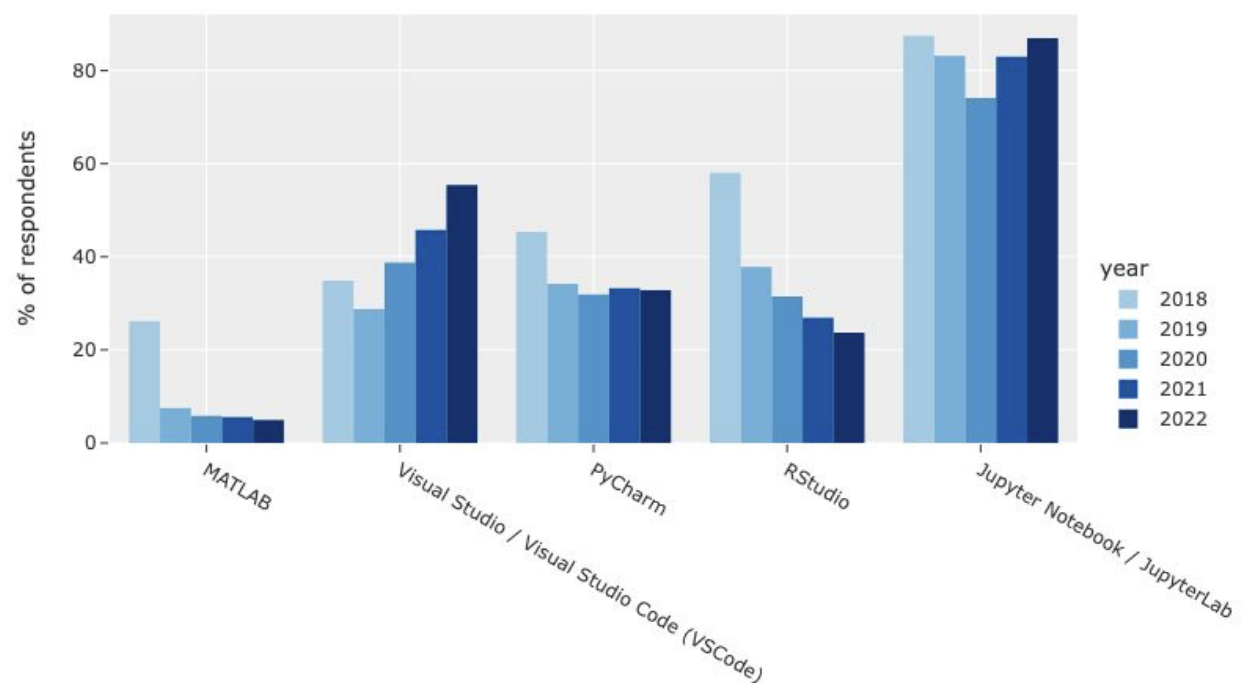 % of respondents
80
60
40
20
0
MATLAB
Visual Studio / Visual Studio Code (VSCode)
PyCharm
RStudio
Jupyter Notebook / JupyterLab
year
2018
2019
2020
2021
2022